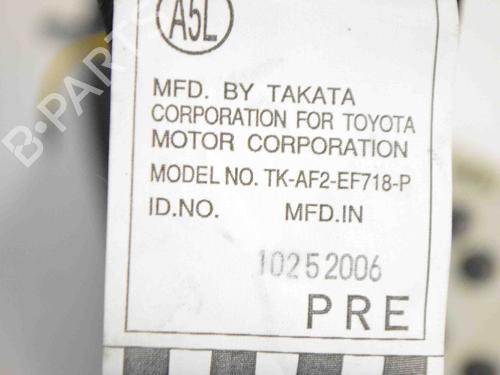 A5L
MFD. BY TAKATA
CORPORATION FOR TOYOTA
MOTOR CORPORATION
MODEL NO. TK-AF2-EF718-P
ID.NO. MFD.IN
10252006
PRE
B-PARTS